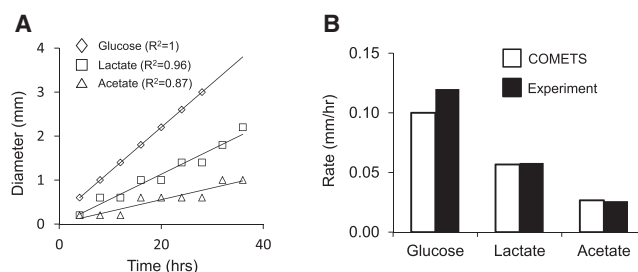 A
Diameter (mm)
4
3
2
1
0
Glucose (R²=1)
Lactate (R²=0.96)
Acetate (R²=0.87)
0
20
40
Time (hrs)
B
Rate (mm/hr)
0.15
0.10
0.05
0.00
COMETS
Experiment
Glucose
Lactate
Acetate